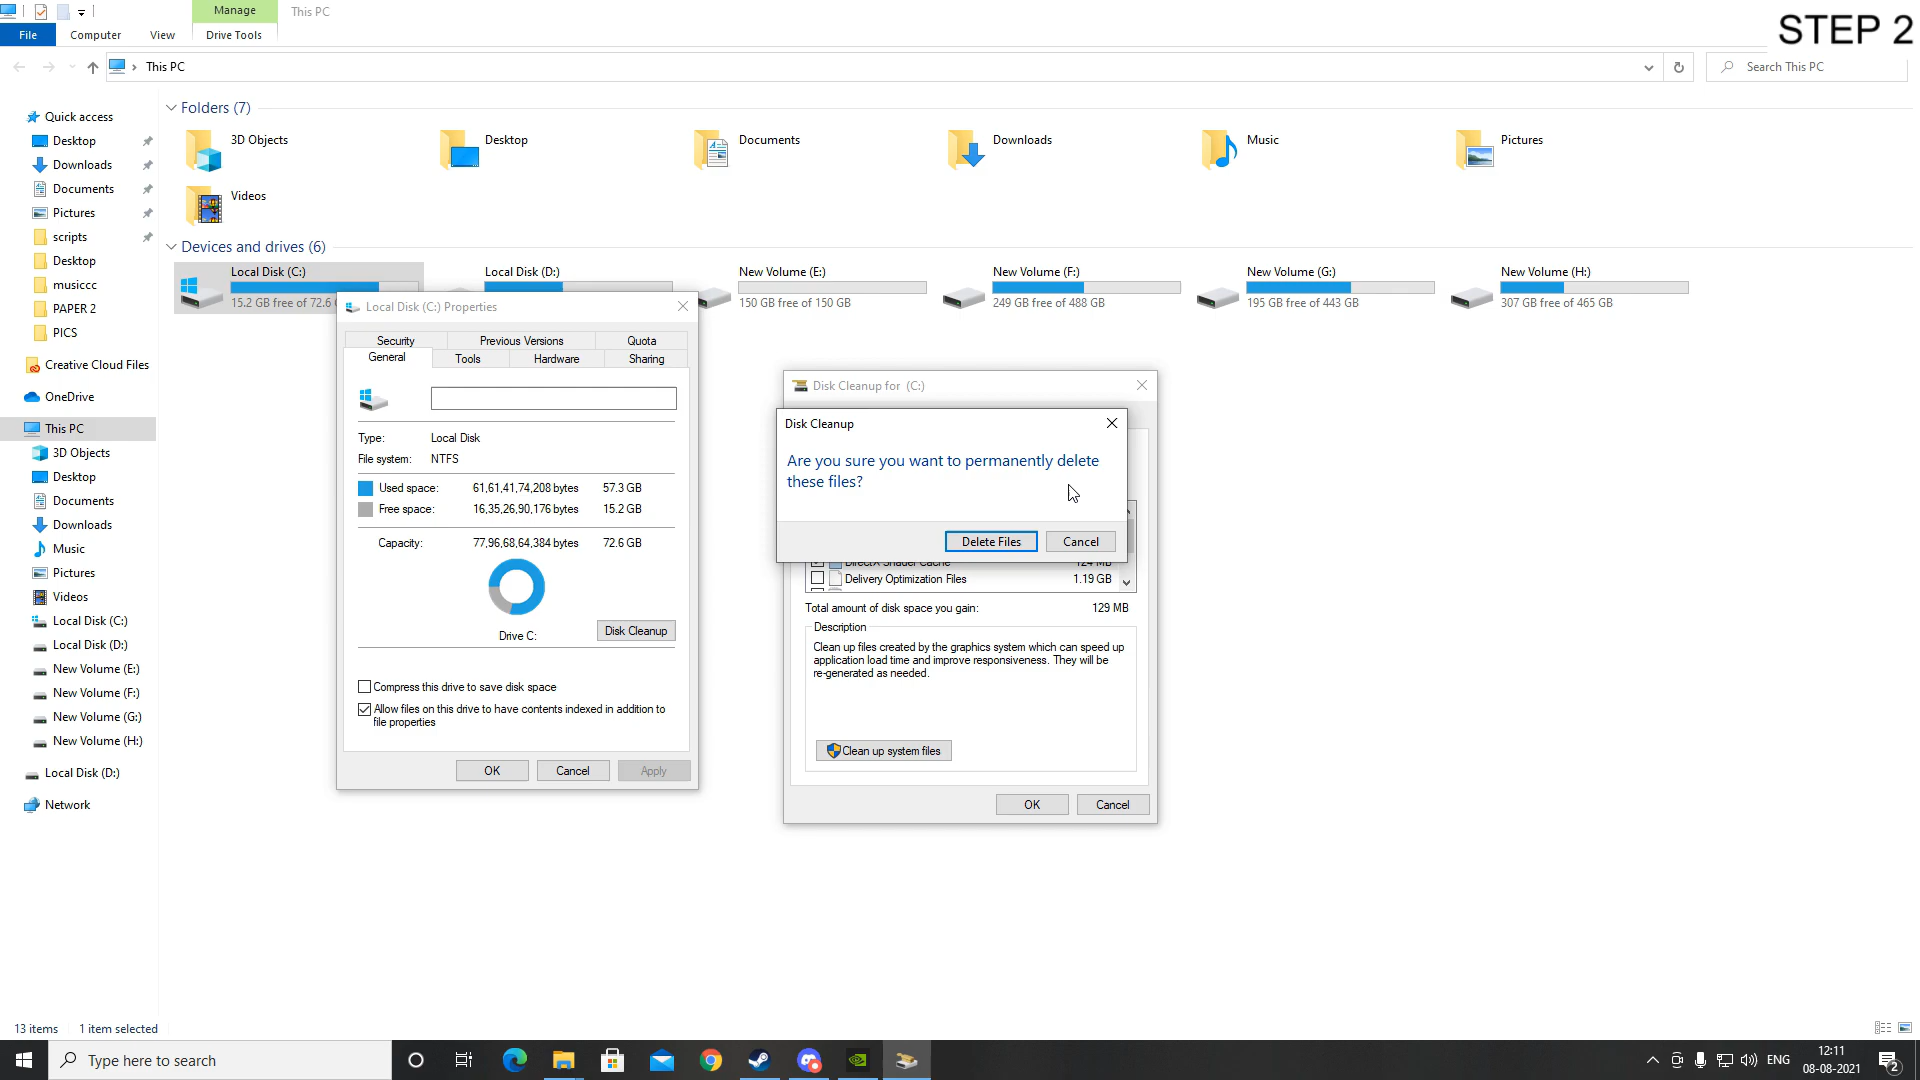 Manage
This PC
STEP 2
File
Computer
View
Drive Tools
This PC
Search This PC
Quick access
Desktop
Downloads
Documents
Pictures
scripts
Desktop
musiccc
PAPER 2
PICS
Creative Cloud Files
OneDrive
This PC
3D Objects
Desktop
Documents
Downloads
Music
Pictures
Videos
Local Disk (C:)
Local Disk (D:)
New Volume (E:)
New Volume (F:)
New Volume (G:)
New Volume (H:)
Local Disk (D:)
Network
Folders (7)
3D Objects
Desktop
Documents
Downloads
Music
Pictures
Videos
Devices and drives (6)
Local Disk (C:)
15.2 GB free of 72.6
Local Disk (D:)
New Volume (E:)
150 GB free of 150 GB
New Volume (F:)
249 GB free of 488 GB
New Volume (G:)
195 GB free of 443 GB
New Volume (H:)
307 GB free of 465 GB
Local Disk (C:) Properties
Security
Previous Versions
Quota
General
Tools
Hardware
Sharing
Type: Local Disk
File system: NTFS
Used space: 61,61,41,74,208 bytes 57.3 GB
Free space: 16,35,26,90,176 bytes 15.2 GB
Capacity: 77,96,68,64,384 bytes 72.6 GB
Drive C:
Disk Cleanup
Compress this drive to save disk space
Allow files on this drive to have contents indexed in addition to
file properties
OK
Cancel
Apply
Disk Cleanup for (C:)
Disk Cleanup
Are you sure you want to permanently delete
these files?
Delete Files
Cancel
DirectX Shader Cache 124 MB
Delivery Optimization Files 1.19 GB
Total amount of disk space you gain: 129 MB
Description
Clean up files created by the graphics system which can speed up
application load time and improve responsiveness. They will be
re-generated as needed.
Clean up system files
OK
Cancel
13 items
1 item selected
Type here to search
ENG
12:11
08-08-2021
2